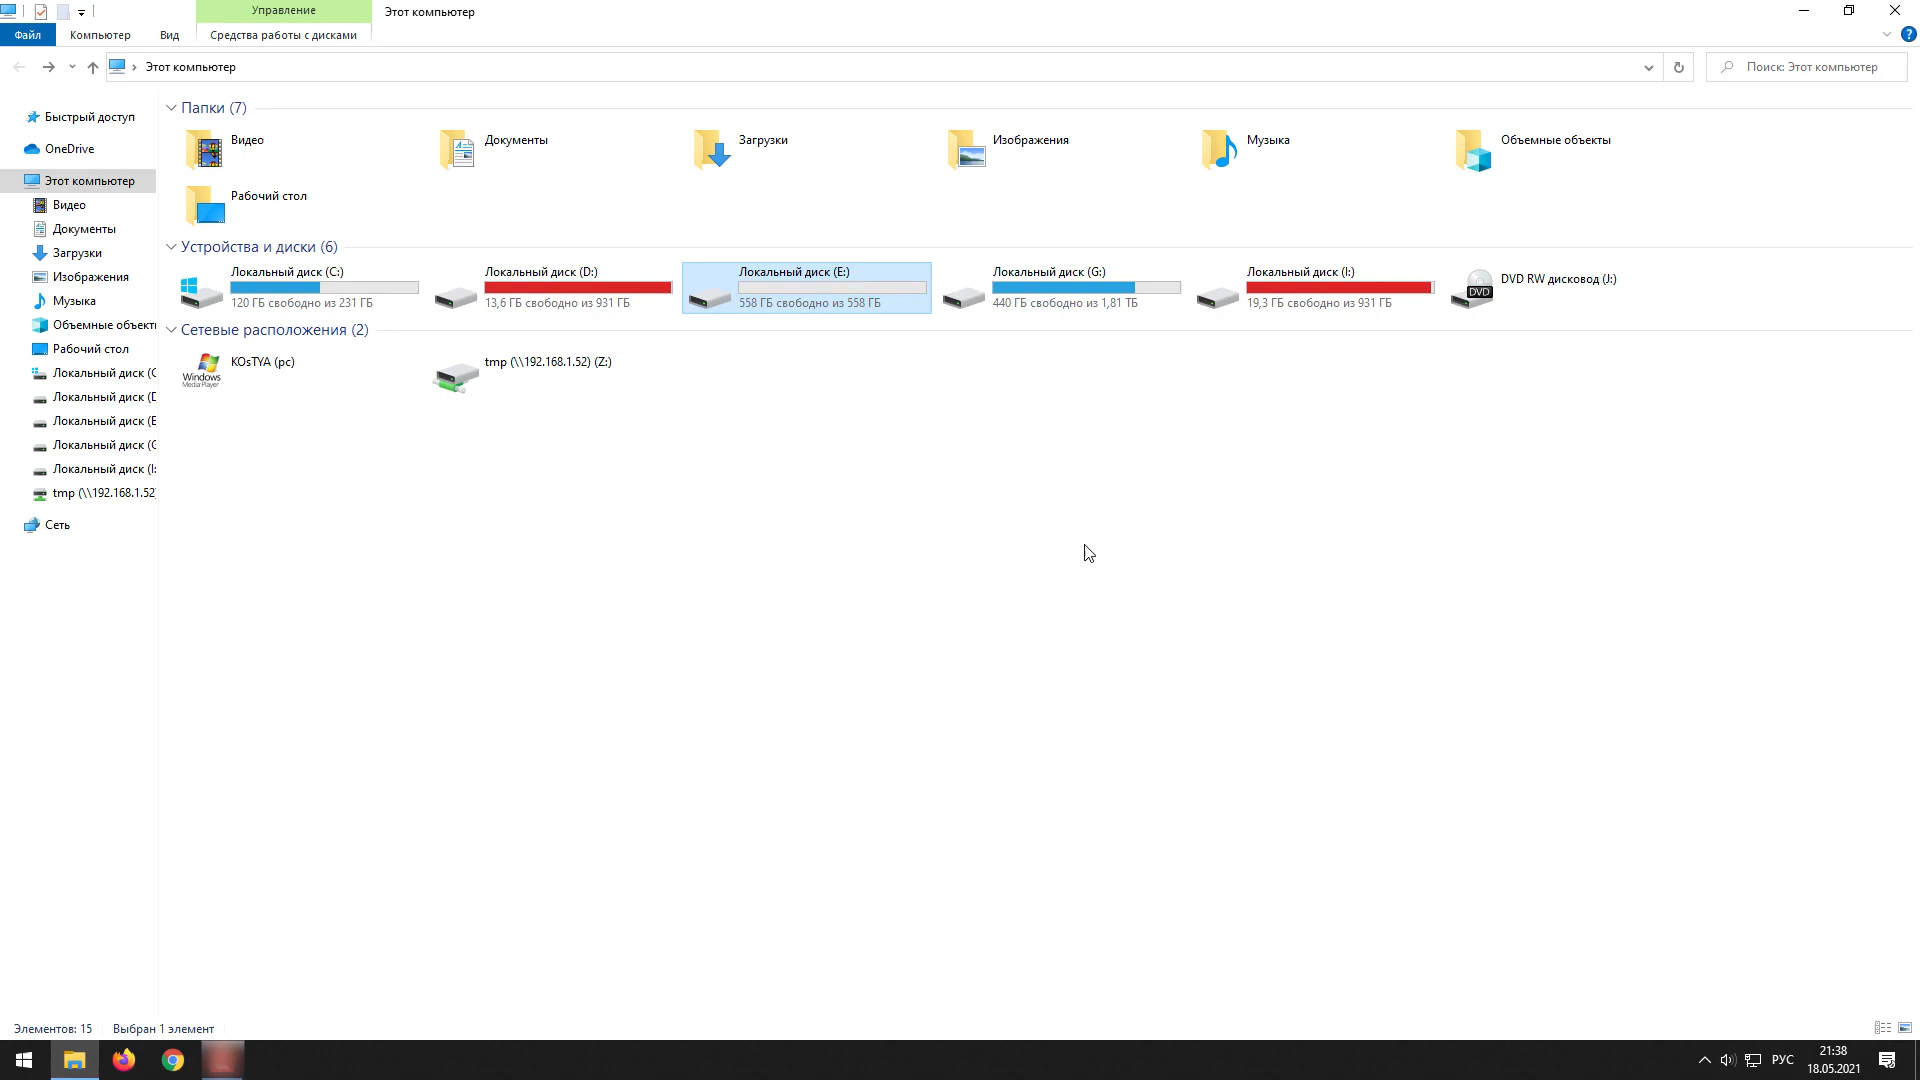 Управление
Этот компьютер
Файл
Компьютер
Вид
Средства работы с дисками
?
Этот компьютер
Поиск: Этот компьютер
Быстрый доступ
OneDrive
Этот компьютер
Видео
Документы
Загрузки
Изображения
Музыка
Объемные объекты
Рабочий стол
Локальный диск (C
Локальный диск (D
Локальный диск (E
Локальный диск (G
Локальный диск (I:
tmp (\\192.168.1.52)
Сеть
Папки (7)
Видео
Документы
Загрузки
Изображения
Музыка
Объемные объекты
Рабочий стол
Устройства и диски (6)
Локальный диск (C:)
120 ГБ свободно из 231 ГБ
Локальный диск (D:)
13,6 ГБ свободно из 931 ГБ
Локальный диск (E:)
558 ГБ свободно из 558 ГБ
Локальный диск (G:)
440 ГБ свободно из 1,81 ТБ
Локальный диск (I:)
19,3 ГБ свободно из 931 ГБ
DVD
DVD RW дисковод (J:)
Сетевые расположения (2)
Windows
Media Player
KOsTYA (pc)
tmp (\\192.168.1.52) (Z:)
Элементов: 15
Выбран 1 элемент
РУС
21:38
18.05.2021